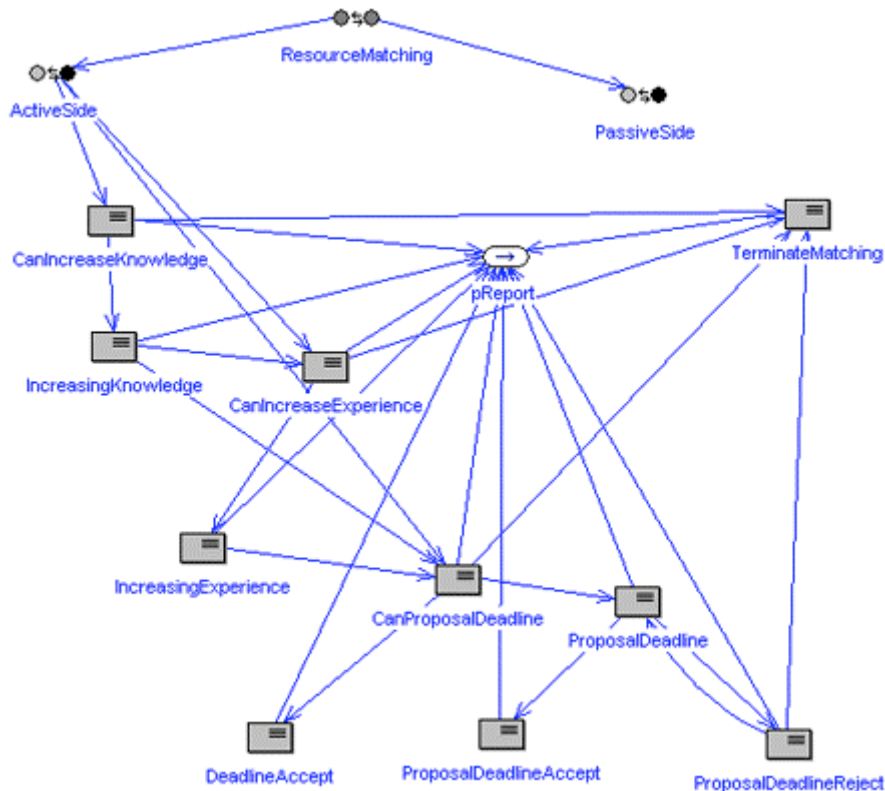 ResourceMatching
ActiveSide
PassiveSide
CanIncreaseKnowledge
TerminateMatching
pReport
IncreasingKnowledge
CanIncreaseExperience
IncreasingExperience
CanProposalDeadline
ProposalDeadline
DeadlineAccept
ProposalDeadlineAccept
ProposalDeadlineReject